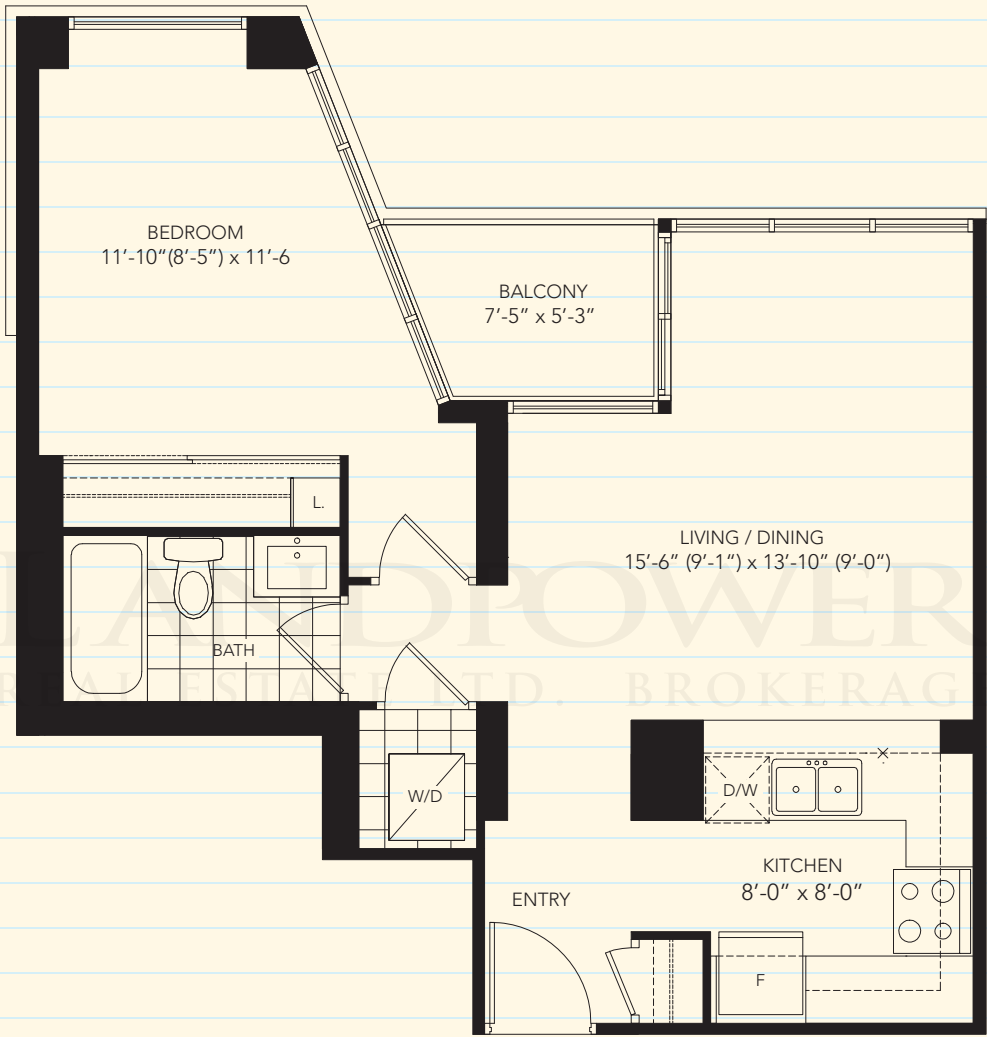 BEDROOM
11'-10"(8'-5") x 11'-6
BALCONY
7'-5" x 5'-3"
L.
LIVING / DINING
15'-6" (9'-1") x 13'-10" (9'-0")
BATH
LANDPOWER
REAL ESTATE LTD. BROKERAG
W/D
D/W
KITCHEN
8'-0" x 8'-0"
ENTRY
F